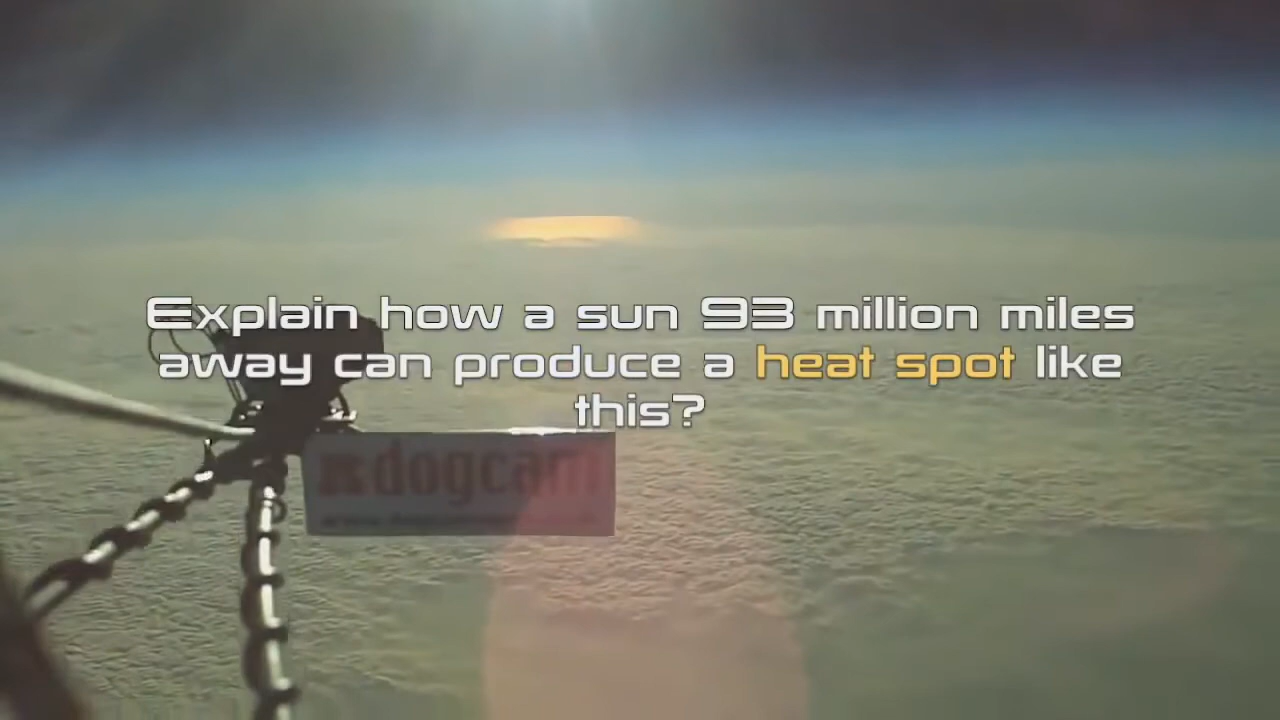 Explain how a sun 93 million miles
away can produce a heat spot like
this?
dogcam